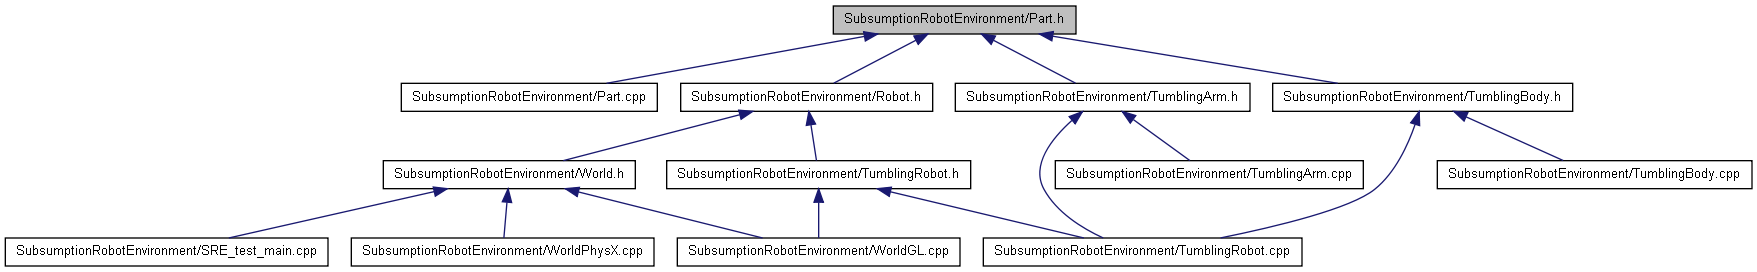 SubsumptionRobotEnvironment/Part.h
SubsumptionRobotEnvironment/Part.cpp
SubsumptionRobotEnvironment/Robot.h
SubsumptionRobotEnvironment/TumblingArm.h
SubsumptionRobotEnvironment/TumblingBody.h
SubsumptionRobotEnvironment/World.h
SubsumptionRobotEnvironment/TumblingRobot.h
SubsumptionRobotEnvironment/TumblingArm.cpp
SubsumptionRobotEnvironment/TumblingBody.cpp
SubsumptionRobotEnvironment/SRE_test_main.cpp
SubsumptionRobotEnvironment/WorldPhysX.cpp
SubsumptionRobotEnvironment/WorldGL.cpp
SubsumptionRobotEnvironment/TumblingRobot.cpp